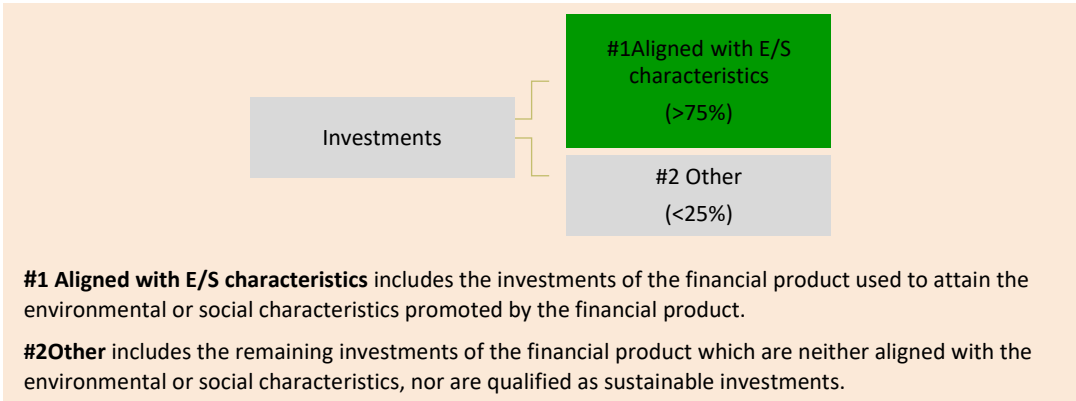 #1Aligned with E/S
characteristics
(>75%)
Investments
#2 Other
(<25%)
#1 Aligned with E/S characteristics includes the investments of the financial product used to attain the
environmental or social characteristics promoted by the financial product.
#2Other includes the remaining investments of the financial product which are neither aligned with the
environmental or social characteristics, nor are qualified as sustainable investments.